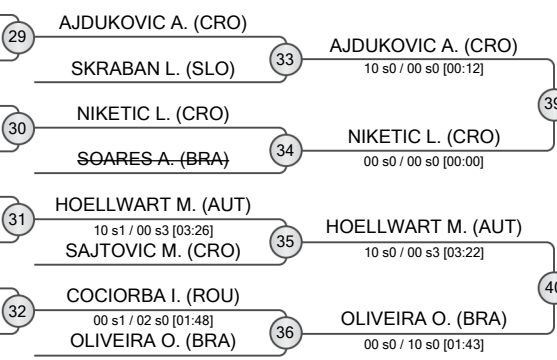 AJDUKOVIC A. (CRO)
29
SKRABAN L. (SLO)
33
AJDUKOVIC A. (CRO)
10 s0 / 00 s0 [00:12]
NIKETIC L. (CRO)
30
SOARES A. (BRA)
34
NIKETIC L. (CRO)
00 s0 / 00 s0 [00:00]
39
HOELLWART M. (AUT)
31
10 s1 / 00 s3 [03:26]
SAJTOVIC M. (CRO)
35
HOELLWART M. (AUT)
10 s0 / 00 s3 [03:22]
COCIORBA I. (ROU)
32
00 s1 / 02 s0 [01:48]
OLIVEIRA O. (BRA)
36
OLIVEIRA O. (BRA)
00 s0 / 10 s0 [01:43]
40